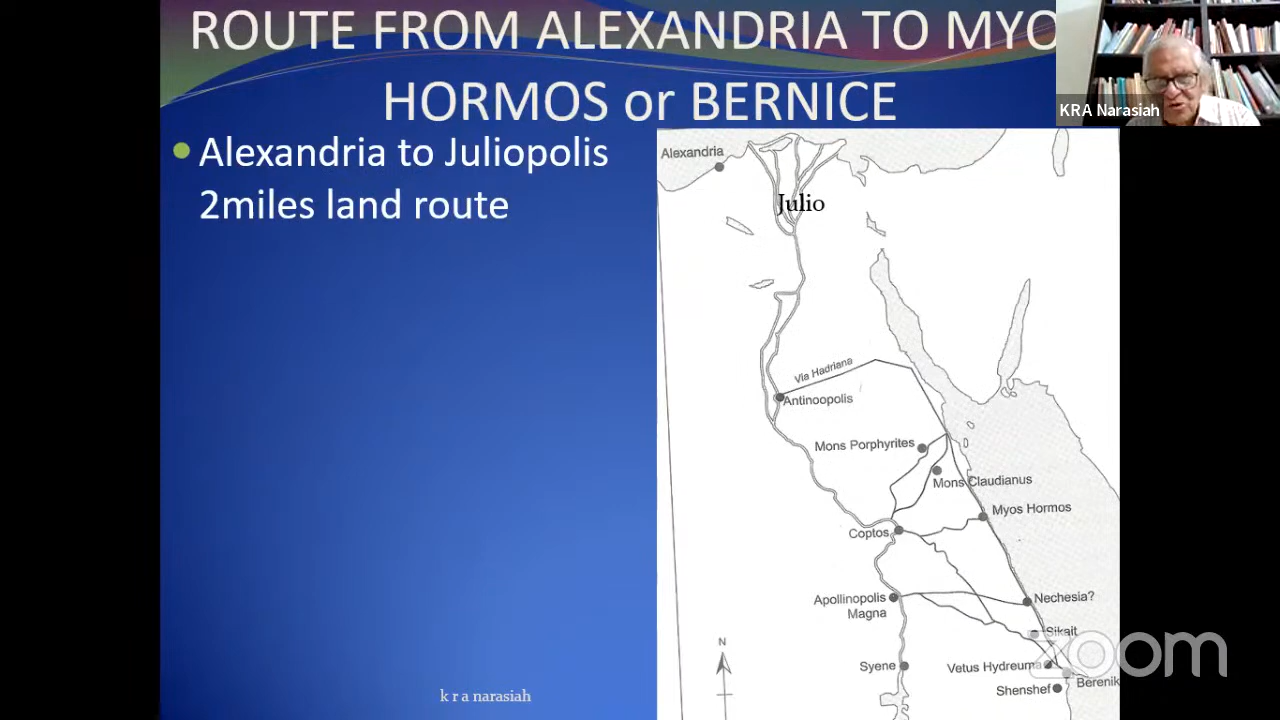 ROUTE FROM ALEXANDRIA TO MYO
HORMOS or BERNICE
KRA Narasiah
Alexandria to Juliopolis
2miles land route
Alexandria
Julio
Via Hadriana
Antinoopolis
Mons Porphyrites
Mons Claudianus
Myos Hormos
Coptos
Apollinopolis
Magna
Nechesia?
Sikait
N
Syene
Vetus Hydreuma
Berenik
Shenshef
zoom
k r a narasiah